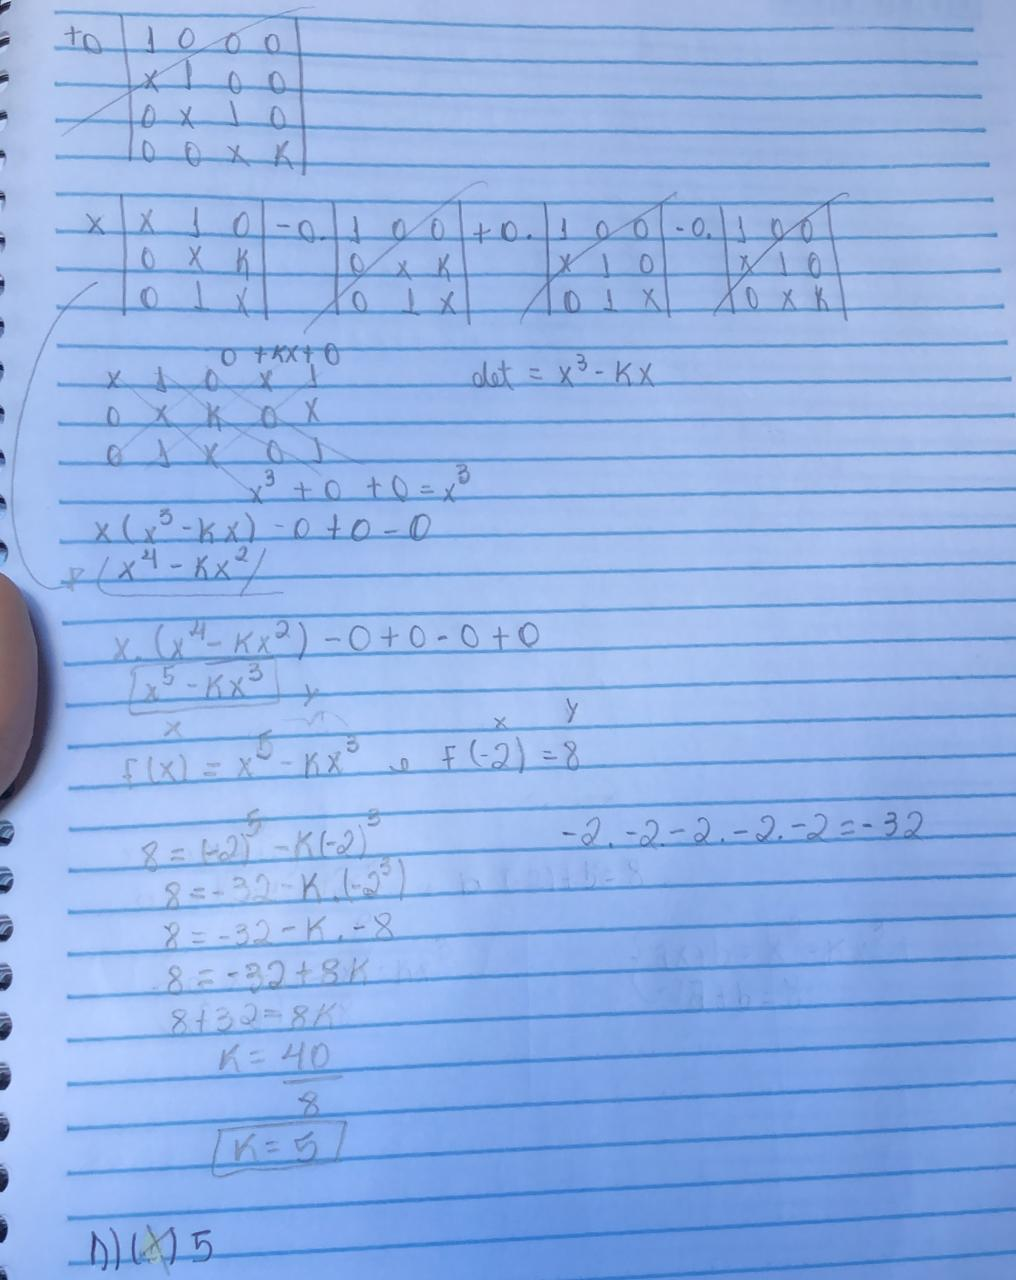 +0 | 1 0 0 0 |
| x 1 0 0 |
| 0 x 1 0 |
| 0 0 x K |
x | x 1 0 | -0. | 1 0 0 | +0. | 1 0 0 | -0. | 1 0 0 |
| 0 x K | | 0 x K | | x 1 0 | | x 1 0 |
| 0 1 x | | 0 1 x | | 0 1 x | | 0 x K |
0 + Kx + 0
x 1 0 x 1 det = x³ - Kx
0 x K 0 x
0 1 x 0 1
x³ + 0 + 0 = x³
x (x³ - Kx) - 0 + 0 - 0
(x⁴ - Kx²)
x. (x⁴ - Kx²) - 0 + 0 - 0 + 0
x⁵ - Kx³ y
x x y
f(x) = x⁵ - Kx³ e f(-2) = 8
8 = (-2)⁵ - K(-2)³ -2. -2. -2. -2. -2 = -32
8 = -32 - K. (-2³)
8 = -32 - K. -8
8 = -32 + 8K
8 + 32 = 8K
K = 40
8
K = 5
D) (x) 5